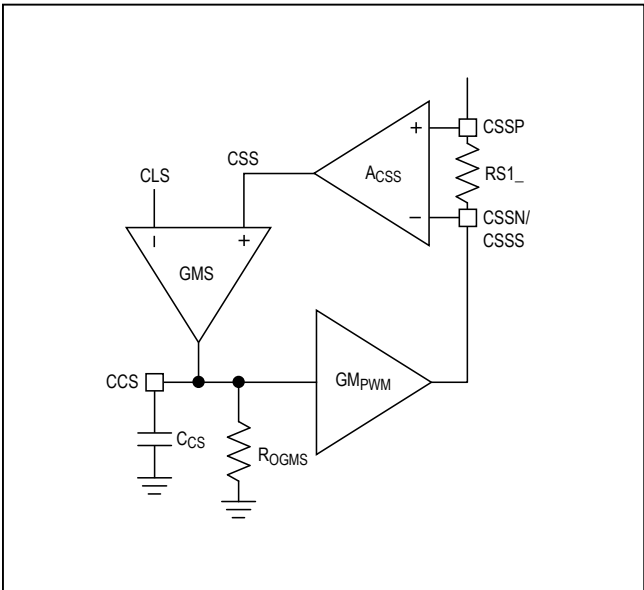 CSSP
+
CSS
ACSS
RS1_
CLS
−
CSSN/
CSSS
− +
GMS
GMPWM
CCS
CCS
ROGMS